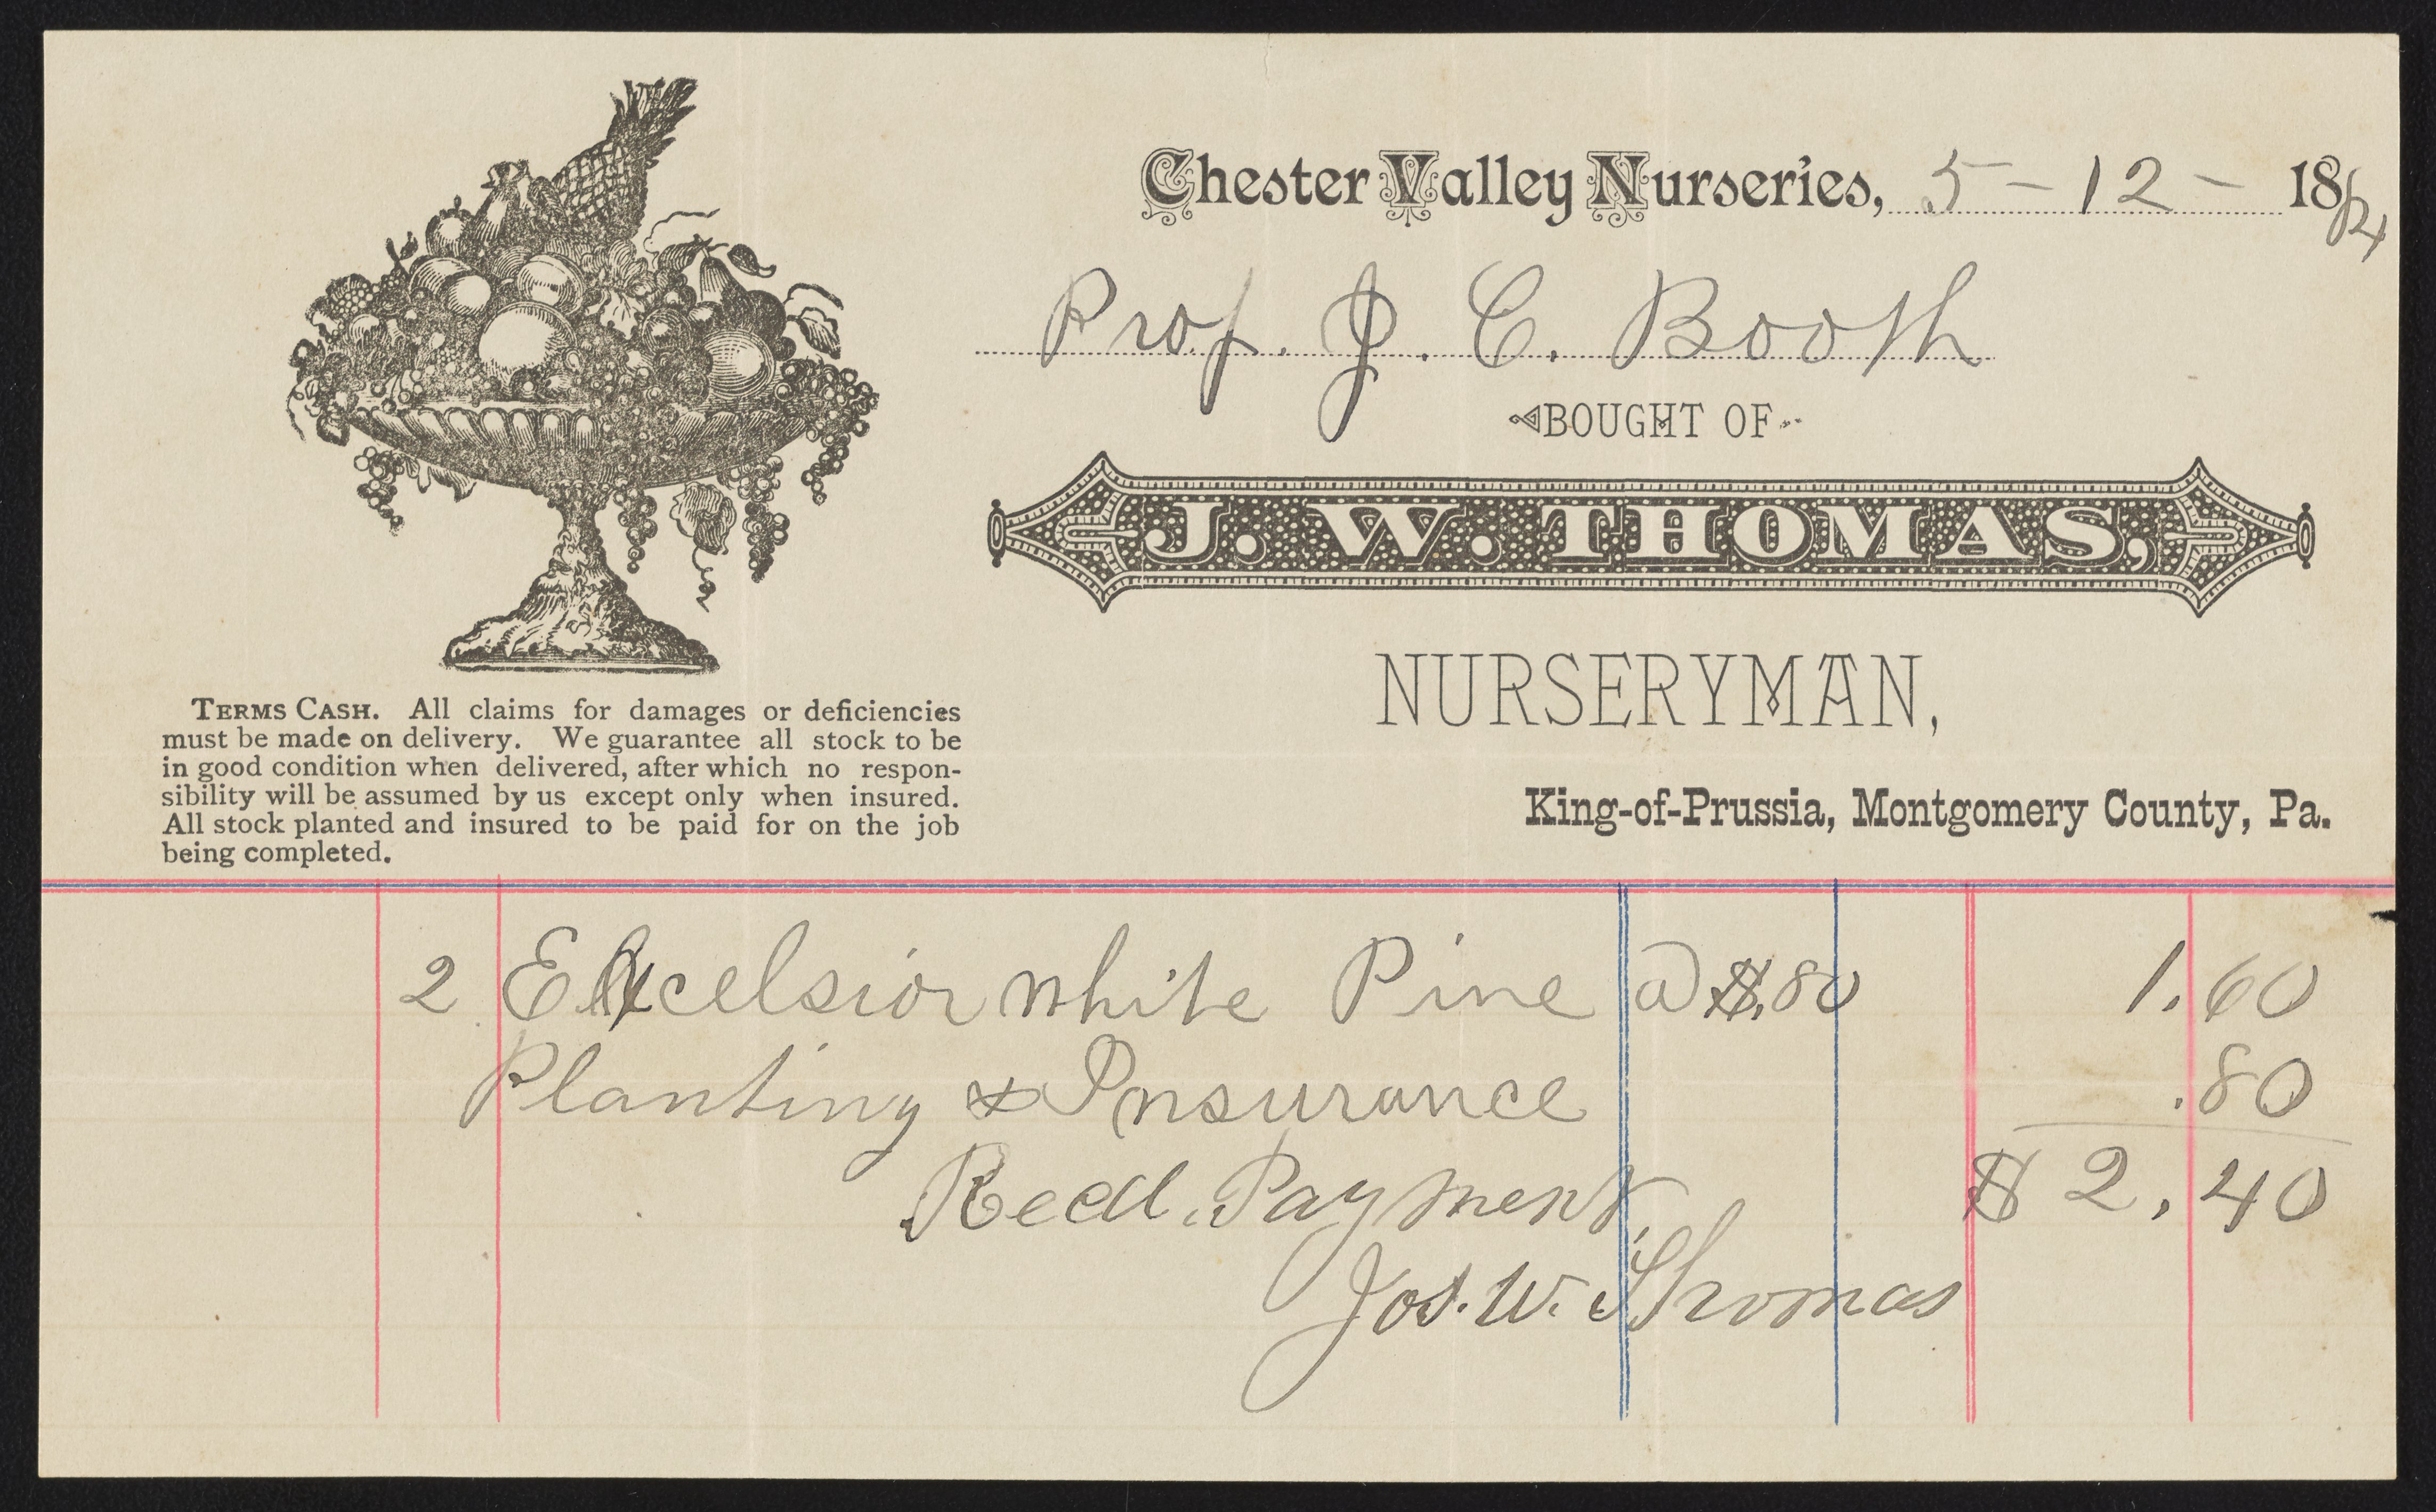 Chester Valley Nurseries, 5 - 12 - 1884
Prof. J. C. Booth
BOUGHT OF
J. W. THOMAS,
NURSERYMAN,
King-of-Prussia, Montgomery County, Pa.
TERMS CASH. All claims for damages or deficiencies
must be made on delivery. We guarantee all stock to be
in good condition when delivered, after which no respon-
sibility will be assumed by us except only when insured.
All stock planted and insured to be paid for on the job
being completed.
2 Excelsior white Pine @ $.80 1.60
Planting & Insurance .80
$ 2.40
Recd. Payment
Jos. W. Thomas